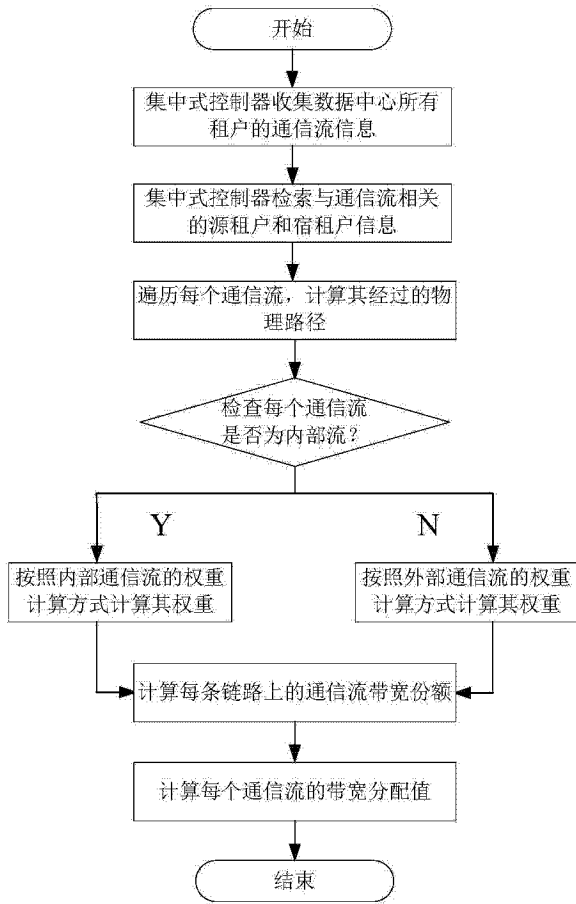 开始
集中式控制器收集数据中心所有
租户的通信流信息
集中式控制器检索与通信流相关
的源租户和宿租户信息
遍历每个通信流，计算其经过的物
理路径
检查每个通信流
是否为内部流？
Y
N
按照内部通信流的权重
计算方式计算其权重
按照外部通信流的权重
计算方式计算其权重
计算每条链路上的通信流带宽份额
计算每个通信流的带宽分配值
结束